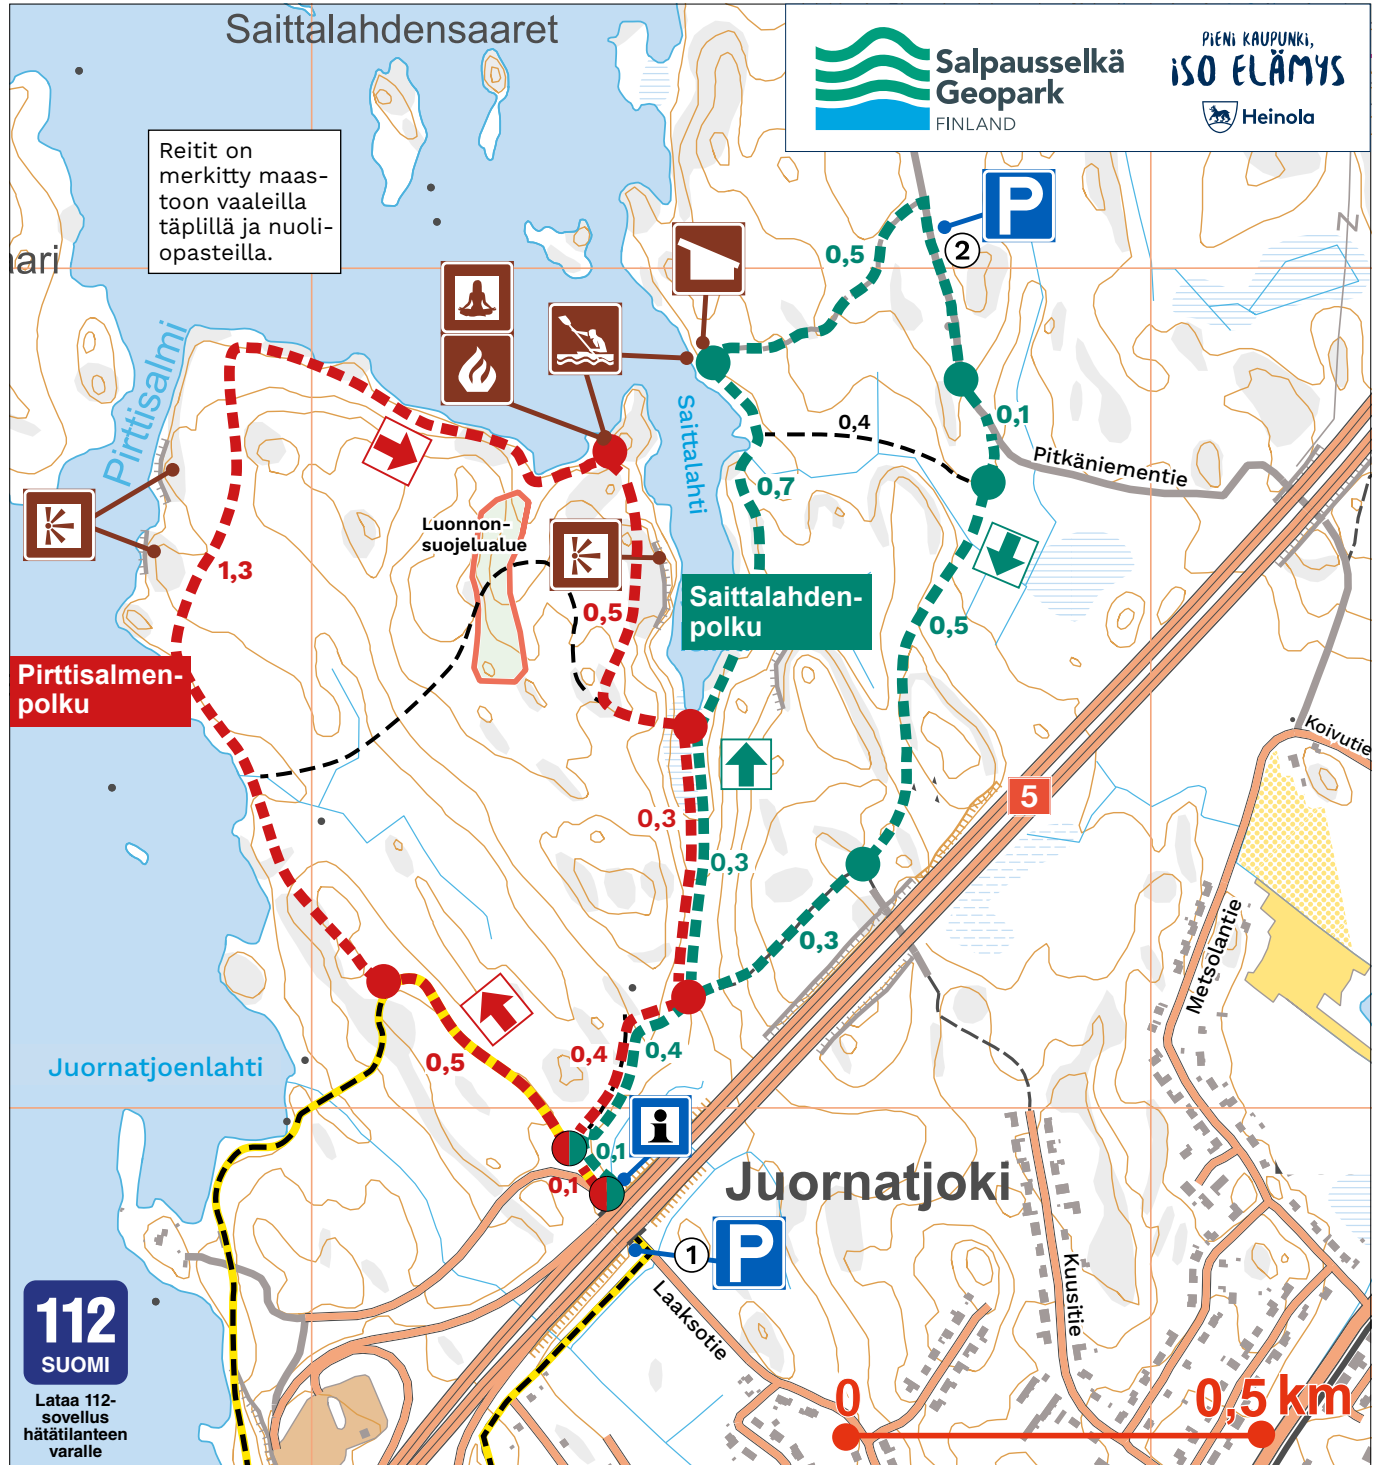 Saittalahdensaaret
Salpausselkä
Geopark
FINLAND
PIENI KAUPUNKI,
ISO ELÄMYS
Heinola
Reitit on
merkitty maas-
toon vaaleilla
täplillä ja nuoli-
opasteilla.
aari
P
2
Z
0,5
Pirttisalmi
Saittalahti
0,4
0,1
Pitkäniementie
0,7
Luonnon-
suojelualue
1,3
0,5
Saittalahden-
polku
0,5
Pirttisalmen-
polku
Koivutie
5
0,3
0,3
0,3
Metsolantie
0,5
0,4
0,4
Juornatjoenlahti
i
0,1
0,1
Juornatjoki
1
P
Laaksotie
Kuusitie
112
SUOMI
Lataa 112-
sovellus
hätätilanteen
varalle
0
0,5 km